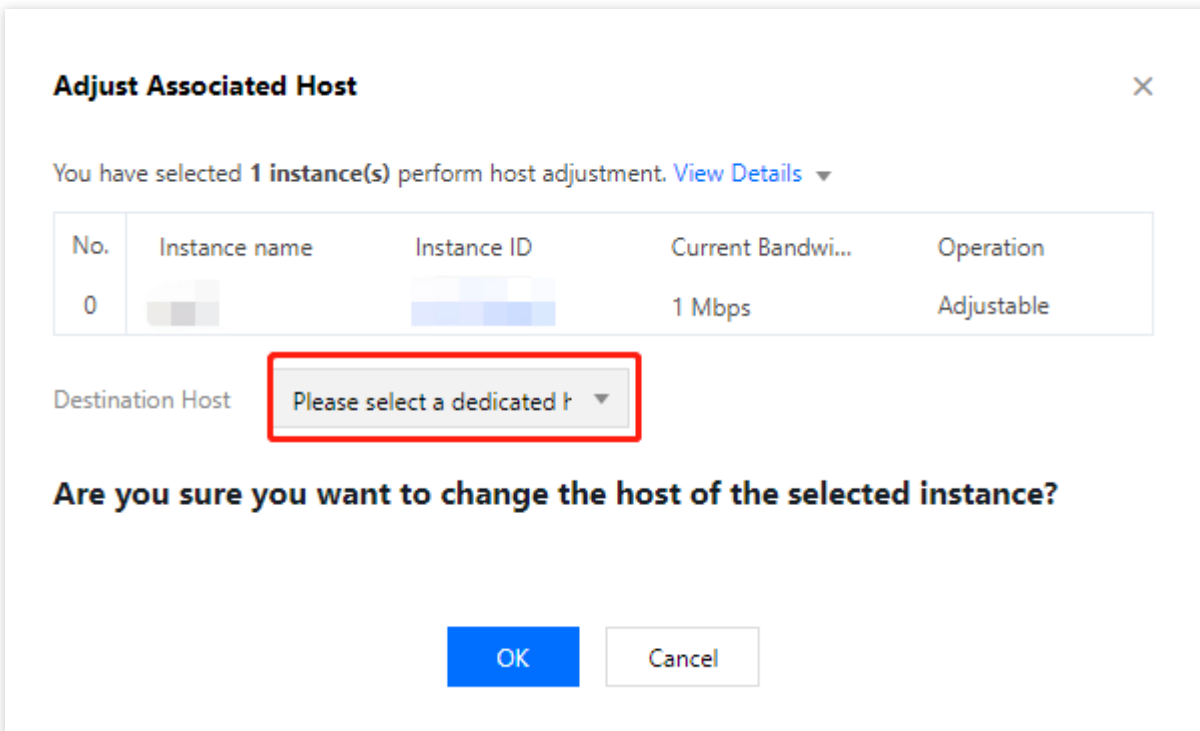 Adjust Associated Host
You have selected 1 instance(s) perform host adjustment. View Details
No. Instance name Instance ID Current Bandwi... Operation
0 1 Mbps Adjustable
Destination Host Please select a dedicated
Are you sure you want to change the host of the selected instance?
OK Cancel